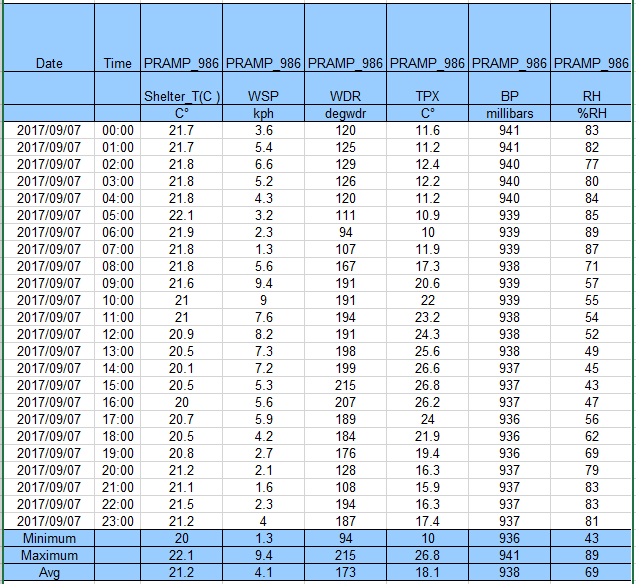 Date Time PRAMP_986 PRAMP_986 PRAMP_986 PRAMP_986 PRAMP_986 PRAMP_986
Shelter_T(C ) WSP WDR TPX BP RH
C° kph degwdr C° millibars %RH
2017/09/07 00:00 21.7 3.6 120 11.6 941 83
2017/09/07 01:00 21.7 5.4 125 11.2 941 82
2017/09/07 02:00 21.8 6.6 129 12.4 940 77
2017/09/07 03:00 21.8 5.2 126 12.2 940 80
2017/09/07 04:00 21.8 4.3 120 11.2 940 84
2017/09/07 05:00 22.1 3.2 111 10.9 939 85
2017/09/07 06:00 21.9 2.3 94 10 939 89
2017/09/07 07:00 21.8 1.3 107 11.9 939 87
2017/09/07 08:00 21.8 5.6 167 17.3 938 71
2017/09/07 09:00 21.6 9.4 191 20.6 939 57
2017/09/07 10:00 21 9 191 22 939 55
2017/09/07 11:00 21 7.6 194 23.2 938 54
2017/09/07 12:00 20.9 8.2 191 24.3 938 52
2017/09/07 13:00 20.5 7.3 198 25.6 938 49
2017/09/07 14:00 20.1 7.2 199 26.6 937 45
2017/09/07 15:00 20.5 5.3 215 26.8 937 43
2017/09/07 16:00 20 5.6 207 26.2 937 47
2017/09/07 17:00 20.7 5.9 189 24 936 56
2017/09/07 18:00 20.5 4.2 184 21.9 936 62
2017/09/07 19:00 20.8 2.7 176 19.4 936 69
2017/09/07 20:00 21.2 2.1 128 16.3 937 79
2017/09/07 21:00 21.1 1.6 108 15.9 937 83
2017/09/07 22:00 21.5 2.3 194 16.3 937 83
2017/09/07 23:00 21.2 4 187 17.4 937 81
Minimum 20 1.3 94 10 936 43
Maximum 22.1 9.4 215 26.8 941 89
Avg 21.2 4.1 173 18.1 938 69